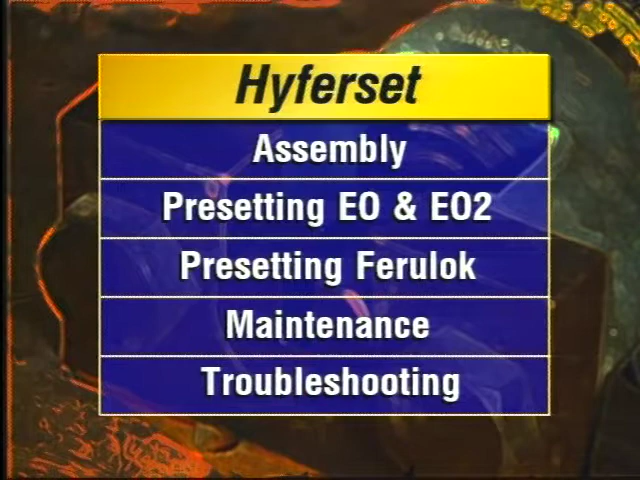 Hyferset
Assembly
Presetting EO & EO2
Presetting Ferulok
Maintenance
Troubleshooting